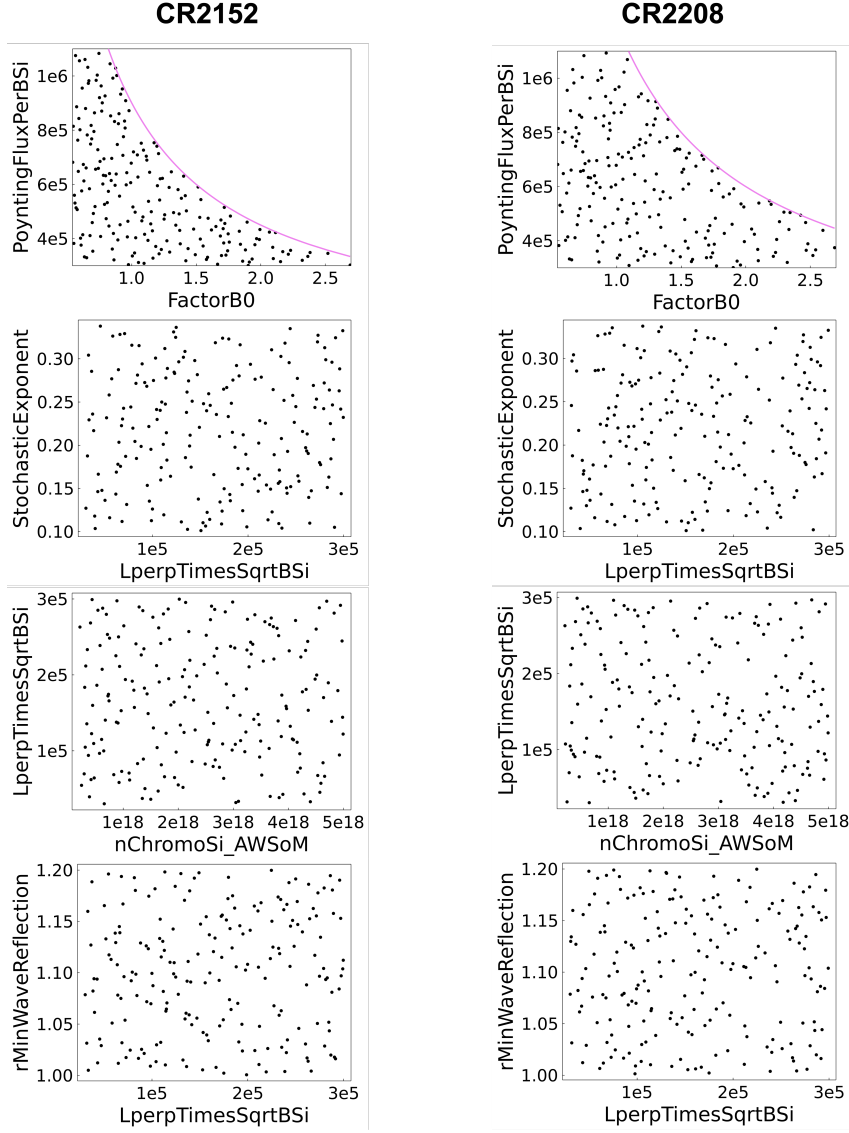 CR2152 CR2208
PoyntingFluxPerBSi
1e6
8e5
6e5
4e5
1.0 1.5 2.0 2.5
FactorB0
PoyntingFluxPerBSi
1e6
8e5
6e5
4e5
1.0 1.5 2.0 2.5
FactorB0
StochasticExponent
0.30
0.25
0.20
0.15
0.10
1e5 2e5 3e5
LperpTimesSqrtBSi
StochasticExponent
0.30
0.25
0.20
0.15
0.10
1e5 2e5 3e5
LperpTimesSqrtBSi
LperpTimesSqrtBSi
3e5
2e5
1e5
1e18 2e18 3e18 4e18 5e18
nChromoSi_AWSoM
LperpTimesSqrtBSi
3e5
2e5
1e5
1e18 2e18 3e18 4e18 5e18
nChromoSi_AWSoM
rMinWaveReflection
1.20
1.15
1.10
1.05
1.00
1e5 2e5 3e5
LperpTimesSqrtBSi
rMinWaveReflection
1.20
1.15
1.10
1.05
1.00
1e5 2e5 3e5
LperpTimesSqrtBSi